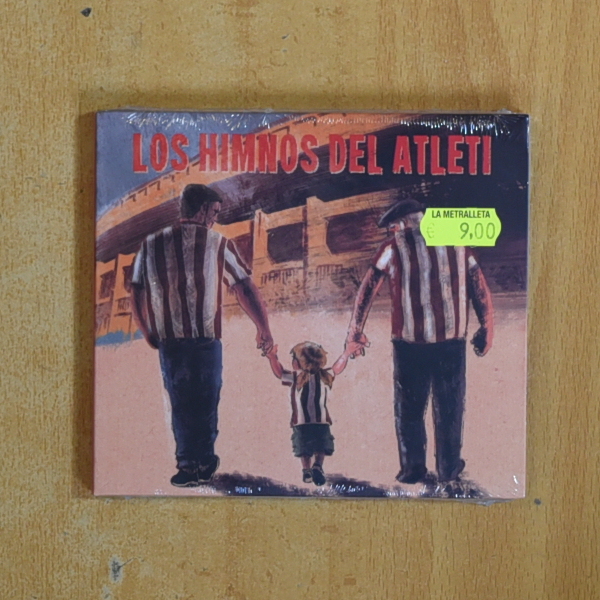 LOS HIMNOS DEL ATLETI
LA METRALLETA
€ 9,00